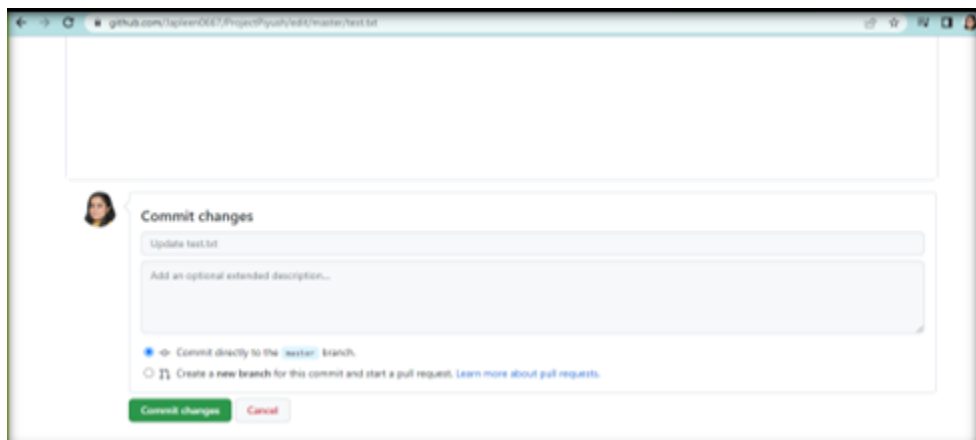 github.com/Japleen0667/ProjectPiyush/edit/master/test.txt
Commit changes
Update test.txt
Add an optional extended description...
Commit directly to the master branch.
Create a new branch for this commit and start a pull request. Learn more about pull requests.
Commit changes
Cancel